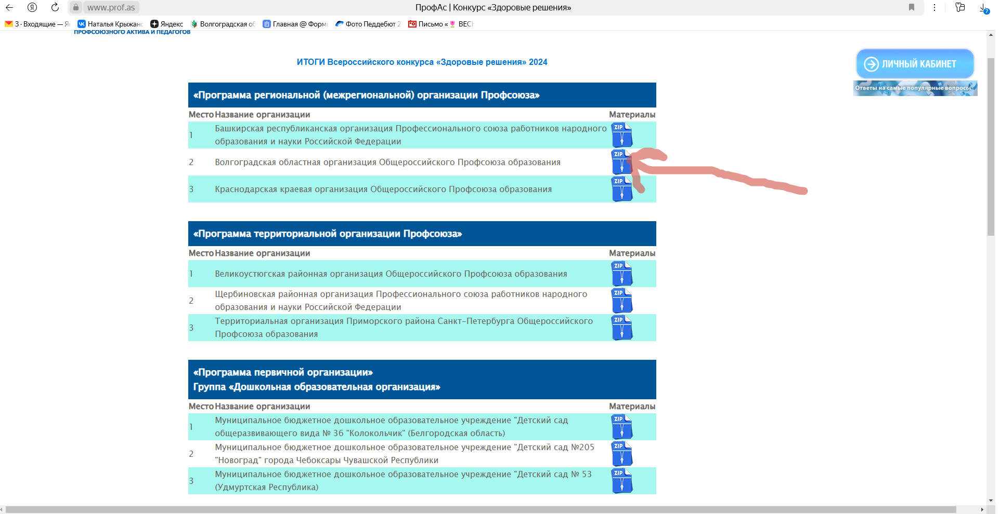 www.prof.as
ПрофАс | Конкурс «Здоровые решения»
7
3 · Входящие — Ян
Наталья Крыжано
Яндекс
Волгоградская об
Главная @ Формы
Фото Педдебют 2
Письмо «🌷 ВЕСН
ПРОФСОЮЗНОГО АКТИВА И ПЕДАГОГОВ
ИТОГИ Всероссийского конкурса «Здоровые решения» 2024
ЛИЧНЫЙ КАБИНЕТ
Ответы на самые популярные вопросы
«Программа региональной (межрегиональной) организации Профсоюза»
Место Название организации Материалы
1 Башкирская республиканская организация Профессионального союза работников народного
образования и науки Российской Федерации
ZIP
2 Волгоградская областная организация Общероссийского Профсоюза образования
ZIP
3 Краснодарская краевая организация Общероссийского Профсоюза образования
ZIP
«Программа территориальной организации Профсоюза»
Место Название организации Материалы
1 Великоустюгская районная организация Общероссийского Профсоюза образования
ZIP
2 Щербиновская районная организация Профессионального союза работников народного
образования и науки Российской Федерации
ZIP
3 Территориальная организация Приморского района Санкт-Петербурга Общероссийского
Профсоюза образования
ZIP
«Программа первичной организации»
Группа «Дошкольная образовательная организация»
Место Название организации Материалы
1 Муниципальное бюджетное дошкольное образовательное учреждение "Детский сад
общеразвивающего вида № 36 "Колокольчик" (Белгородская область)
ZIP
2 Муниципальное бюджетное дошкольное образовательное учреждение "Детский сад №205
"Новоград" города Чебоксары Чувашской Республики
ZIP
3 Муниципальное бюджетное дошкольное образовательное учреждение "Детский сад № 53
(Удмуртская Республика)
ZIP